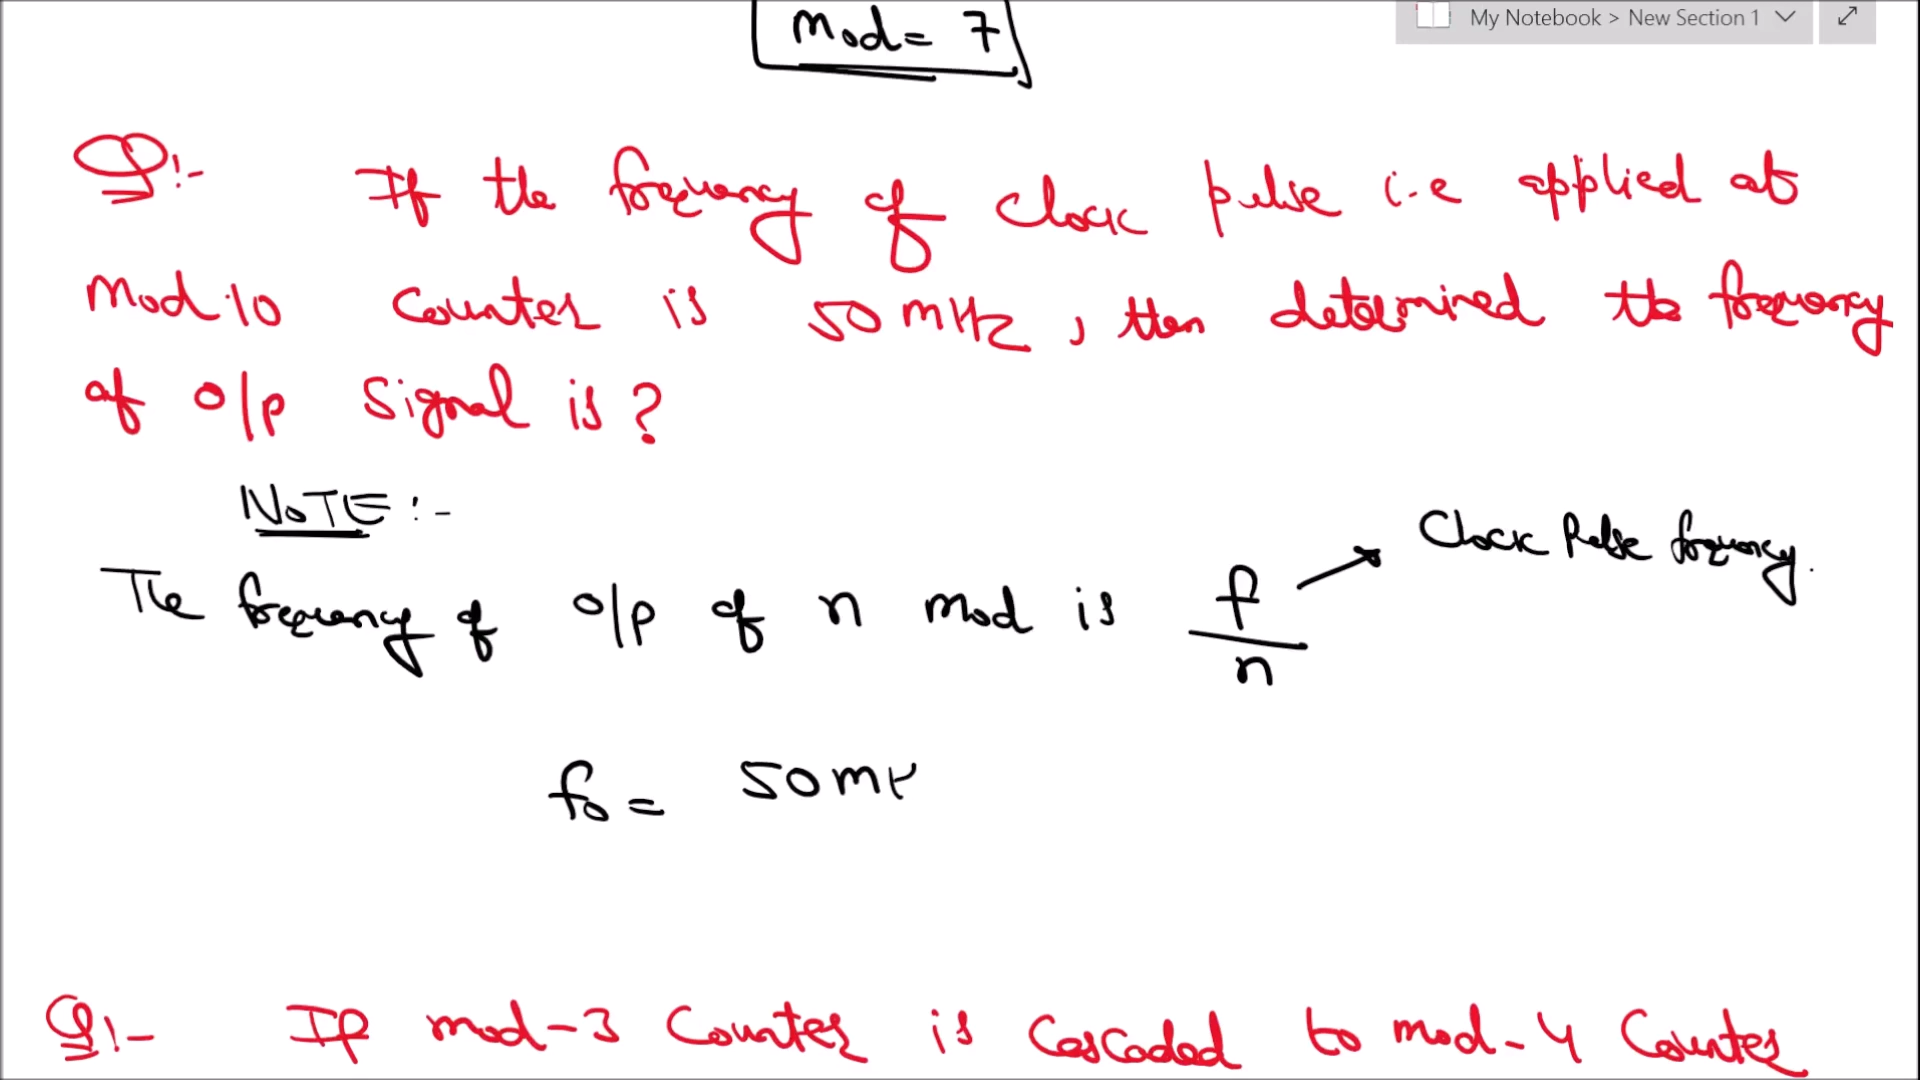 mod = 7
My Notebook > New Section 1
Q:- If the frequency of clock pulse i.e applied at
mod 10 counter is 50 mHz, then determined the frequency
of o/p signal is?
NOTE:-
Clock Pulse frequency.
The frequency of o/p of n mod is f/n
fo = 50 m
Q:- If mod-3 Counter is Cascaded to mod-4 Counter